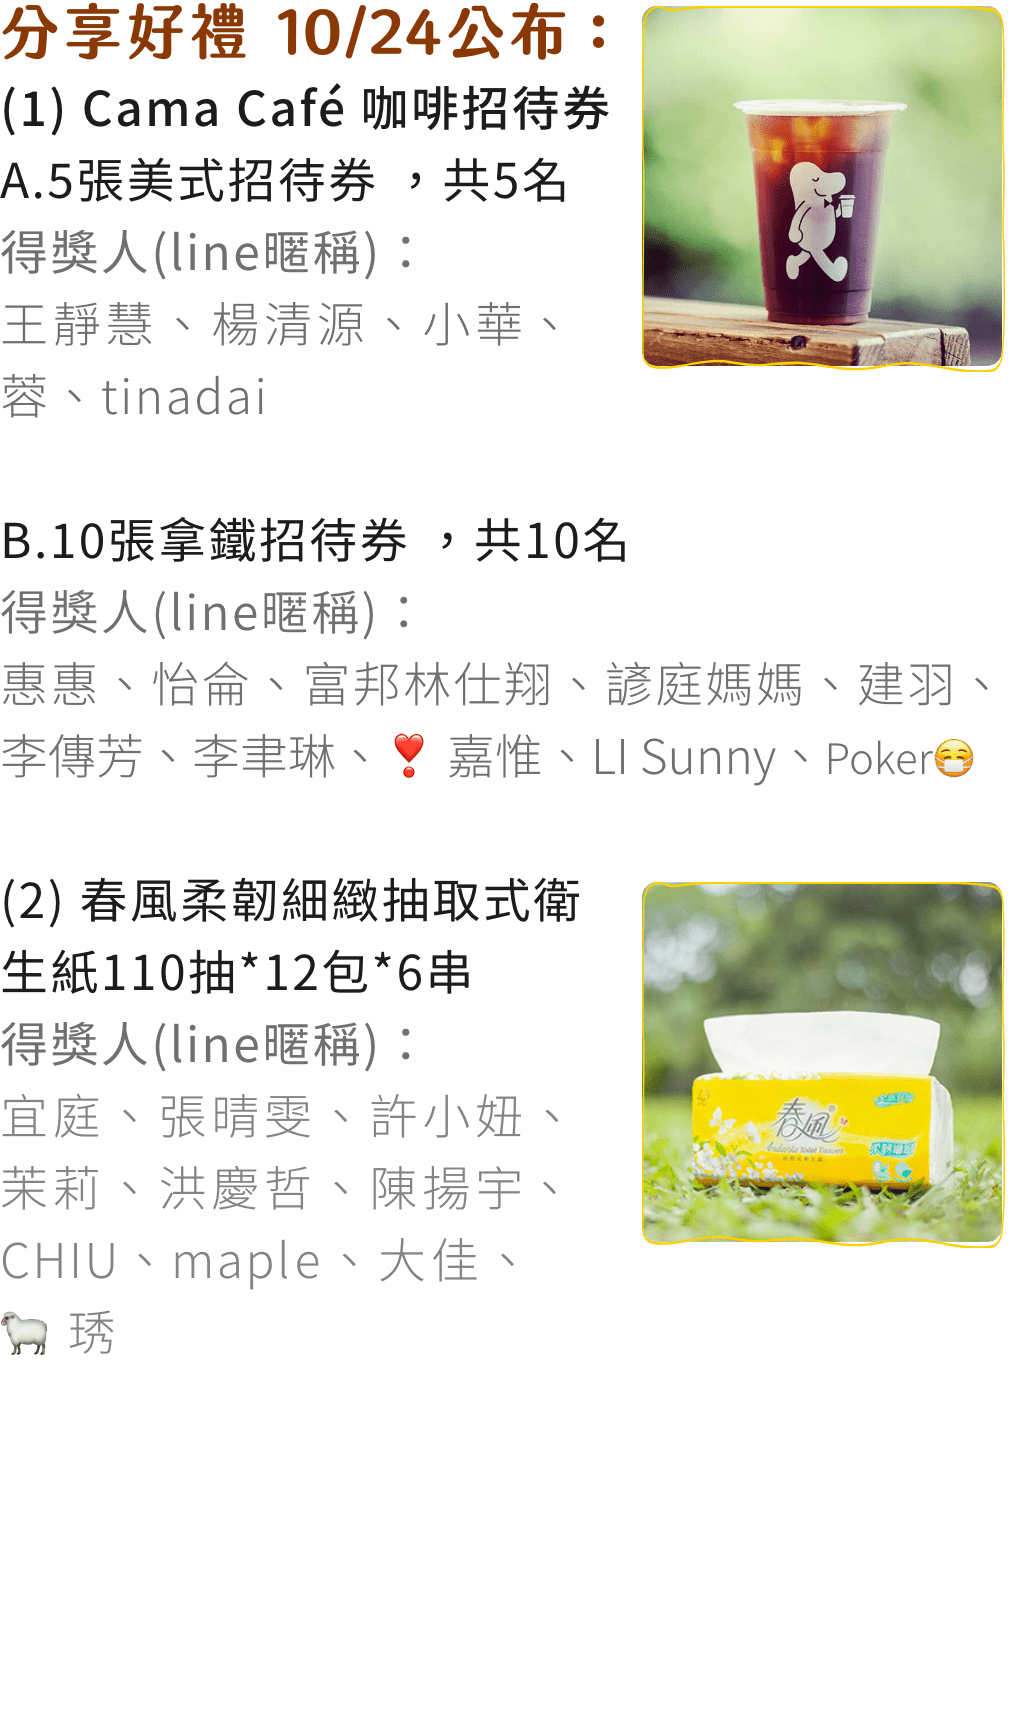 分享好禮 10/24公布：
(1) Cama Café 咖啡招待券
A.5張美式招待券 ，共5名
得獎人(line暱稱)：
王靜慧、楊清源、小華、
蓉、tinadai
B.10張拿鐵招待券 ，共10名
得獎人(line暱稱)：
惠惠、怡侖、富邦林仕翔、諺庭媽媽、建羽、
李傳芳、李聿琳、❣️ 嘉惟、LI Sunny、Poker😷
(2) 春風柔韌細緻抽取式衛
生紙110抽*12包*6串
得獎人(line暱稱)：
宜庭、張晴雯、許小妞、
茉莉、洪慶哲、陳揚宇、
CHIU、maple、大佳、
🐑 琇
春風
Andante Toilet Tissues